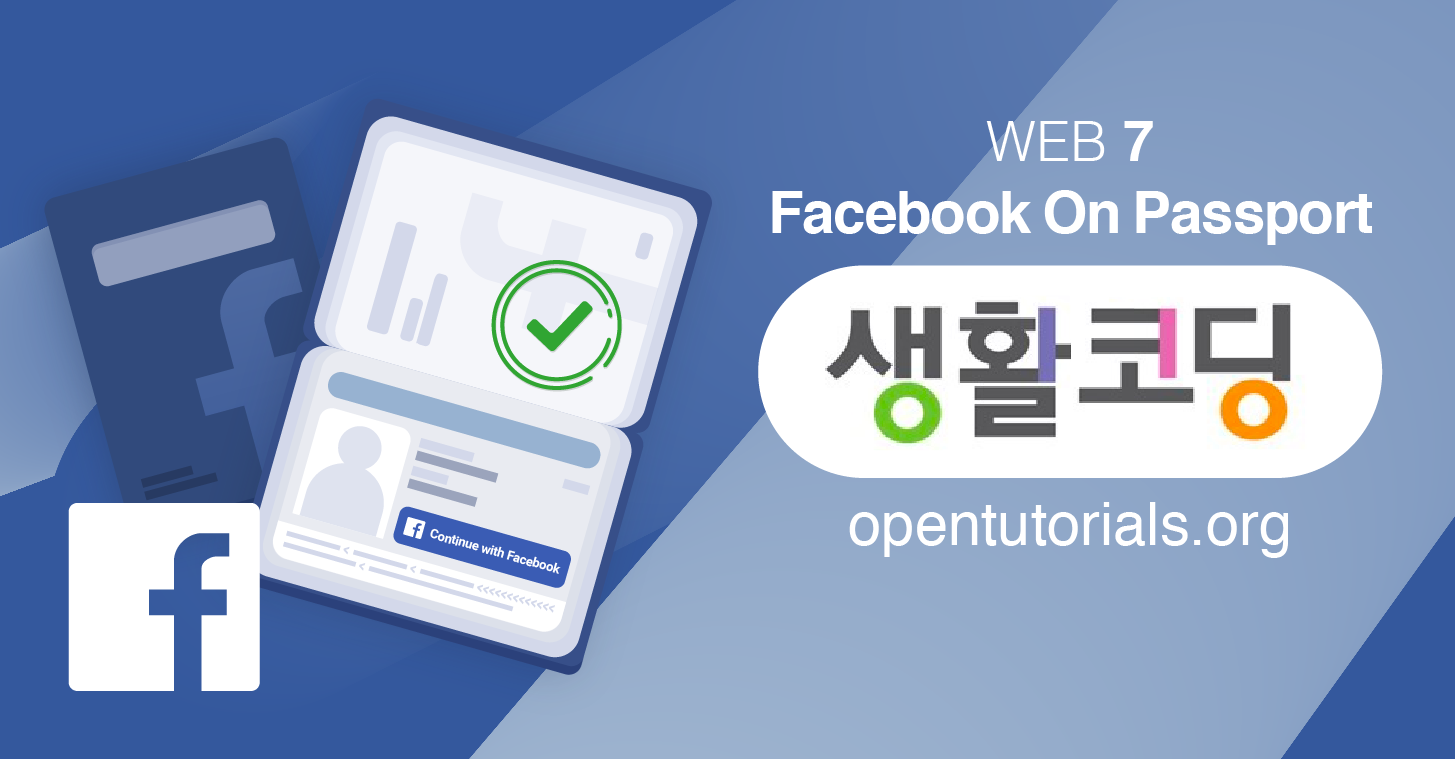 WEB 7
Facebook On Passport
생활코딩
opentutorials.org
Continue with Facebook